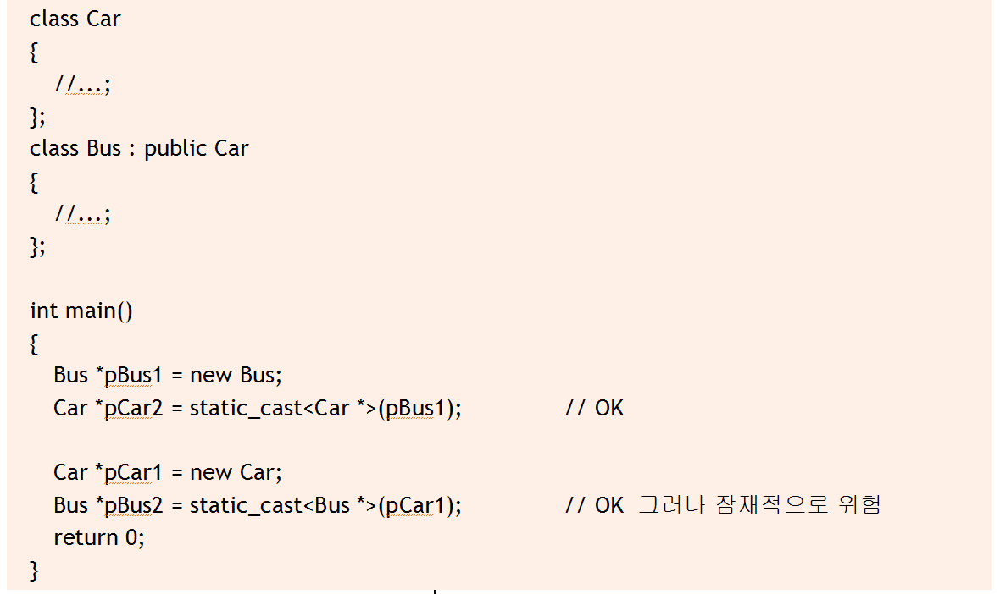 class Car
{
//...;
};
class Bus : public Car
{
//...;
};
int main()
{
Bus *pBus1 = new Bus;
Car *pCar2 = static_cast<Car *>(pBus1); // OK
Car *pCar1 = new Car;
Bus *pBus2 = static_cast<Bus *>(pCar1); // OK 그러나 잠재적으로 위험
return 0;
}